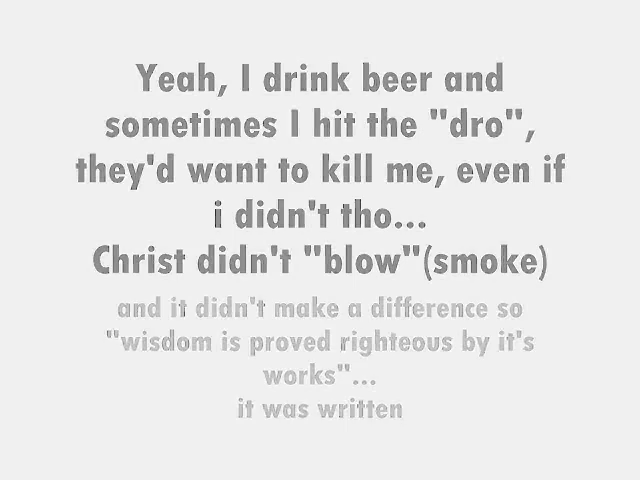 Yeah, I drink beer and
sometimes I hit the "dro",
they'd want to kill me, even if
i didn't tho...
Christ didn't "blow"(smoke)
and it didn't make a difference so
"wisdom is proved righteous by it's
works"...
it was written